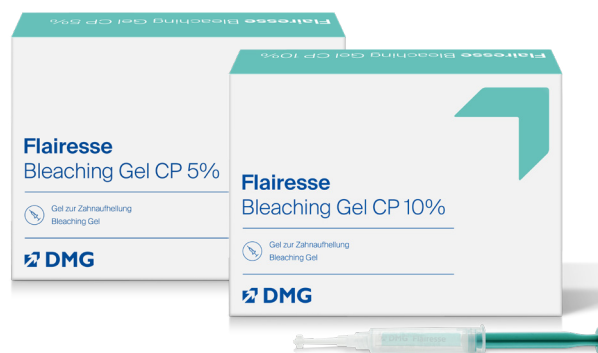 Flairesse Bleaching Gel CP 5%
Flairesse
Bleaching Gel CP 5%
Gel zur Zahnaufhellung
Bleaching Gel
DMG
Flairesse Bleaching Gel CP 10%
Flairesse
Bleaching Gel CP 10%
Gel zur Zahnaufhellung
Bleaching Gel
DMG
Flairesse